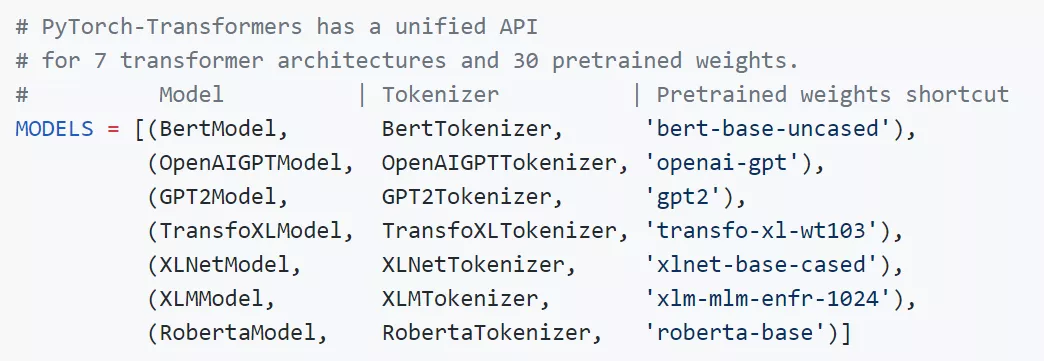 # PyTorch-Transformers has a unified API
# for 7 transformer architectures and 30 pretrained weights.
#          Model          | Tokenizer          | Pretrained weights shortcut
MODELS = [(BertModel,       BertTokenizer,      'bert-base-uncased'),
          (OpenAIGPTModel,  OpenAIGPTTokenizer, 'openai-gpt'),
          (GPT2Model,       GPT2Tokenizer,      'gpt2'),
          (TransfoXLModel,  TransfoXLTokenizer, 'transfo-xl-wt103'),
          (XLNetModel,      XLNetTokenizer,     'xlnet-base-cased'),
          (XLMModel,        XLMTokenizer,       'xlm-mlm-enfr-1024'),
          (RobertaModel,    RobertaTokenizer,   'roberta-base')]